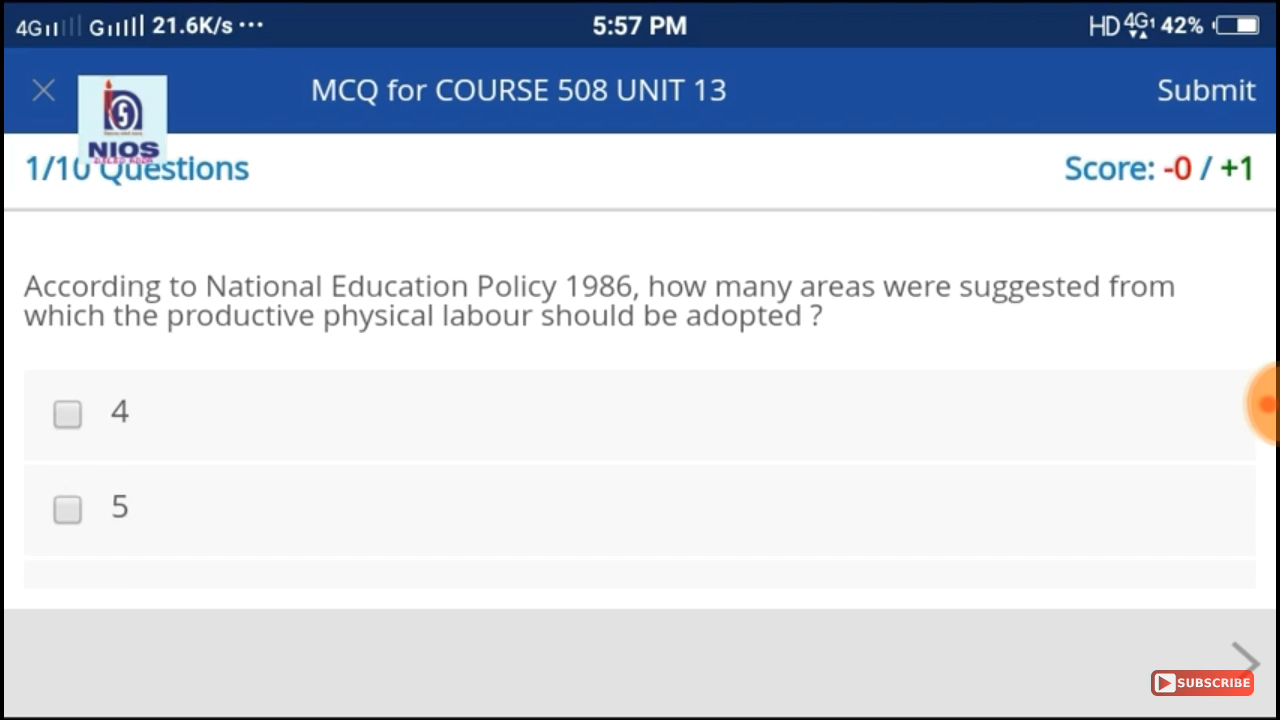 4G G 21.6K/s ... 5:57 PM HD 4G1 42%
MCQ for COURSE 508 UNIT 13 Submit
NIOS
1/10 Questions Score: -0 / +1
According to National Education Policy 1986, how many areas were suggested from
which the productive physical labour should be adopted ?
4
5
SUBSCRIBE